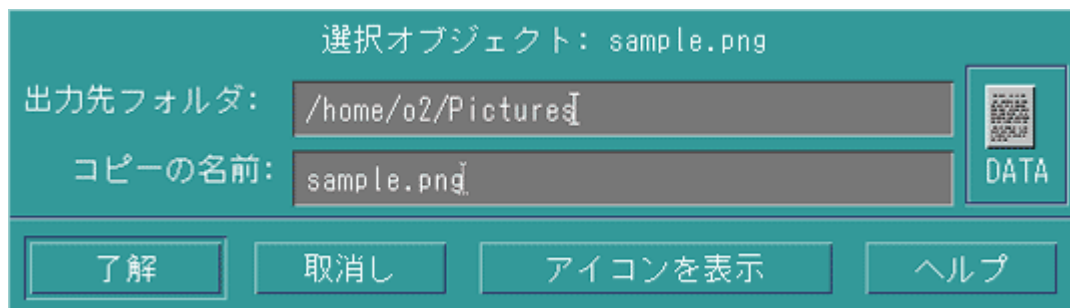 選択オブジェクト: sample.png
出力先フォルダ: /home/o2/Pictures
コピーの名前: sample.png
DATA
了解 取消し アイコンを表示 ヘルプ